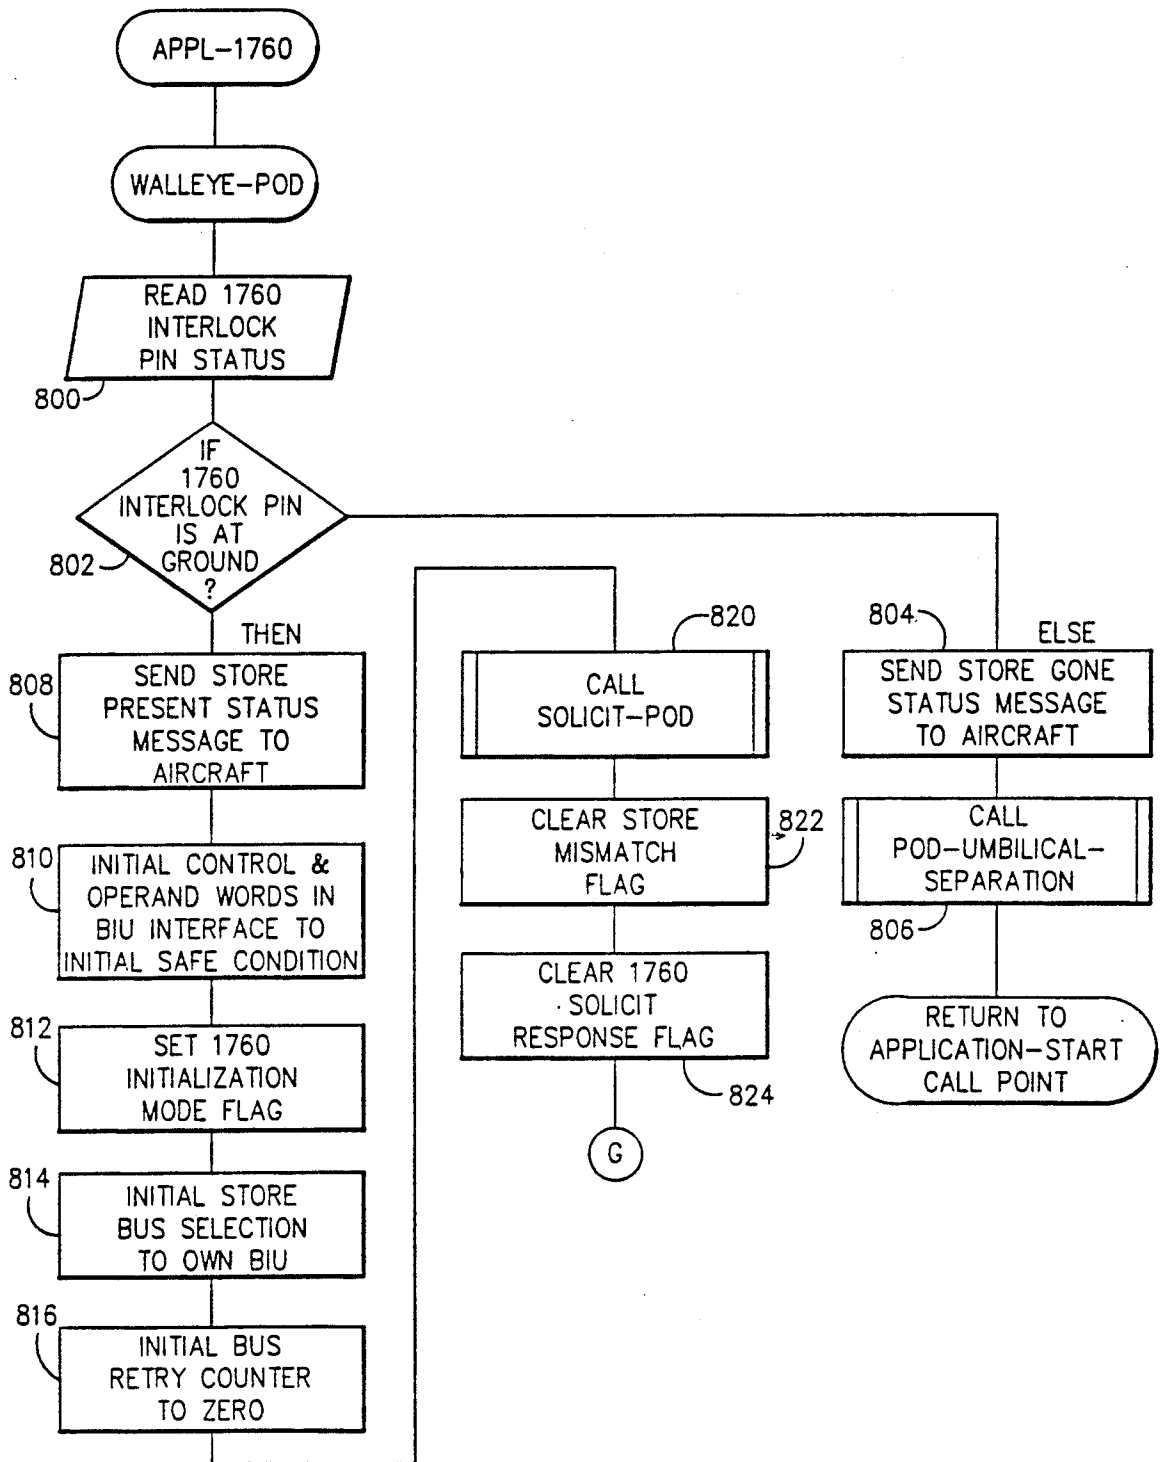 APPL-1760
WALLEYE-POD
READ 1760
INTERLOCK
PIN STATUS
800
IF
1760
INTERLOCK PIN
IS AT
GROUND
?
802
THEN
808
SEND STORE
PRESENT STATUS
MESSAGE TO
AIRCRAFT
810
INITIAL CONTROL &
OPERAND WORDS IN
BIU INTERFACE TO
INITIAL SAFE CONDITION
812
SET 1760
INITIALIZATION
MODE FLAG
814
INITIAL STORE
BUS SELECTION
TO OWN BIU
816
INITIAL BUS
RETRY COUNTER
TO ZERO
820
CALL
SOLICIT-POD
CLEAR STORE
MISMATCH
FLAG
822
CLEAR 1760
SOLICIT
RESPONSE FLAG
824
G
804
ELSE
SEND STORE GONE
STATUS MESSAGE
TO AIRCRAFT
CALL
POD-UMBILICAL-
SEPARATION
806
RETURN TO
APPLICATION-START
CALL POINT